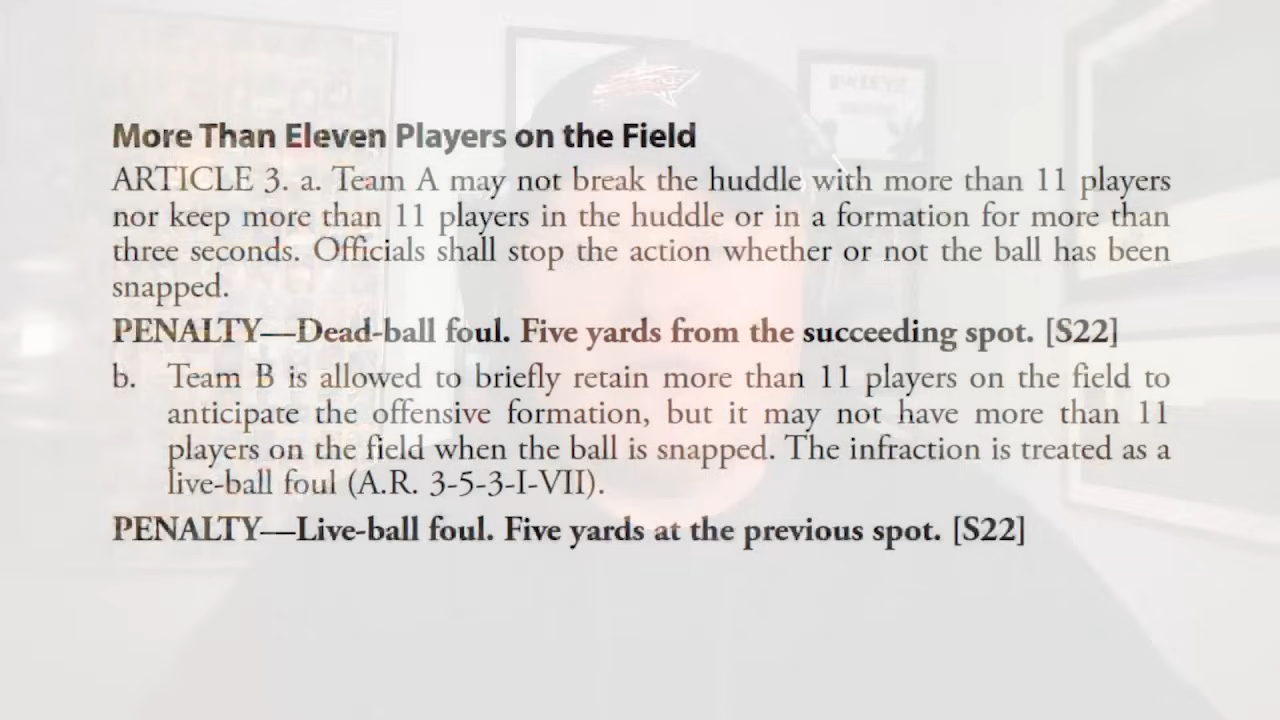 More Than Eleven Players on the Field
ARTICLE 3. a. Team A may not break the huddle with more than 11 players
nor keep more than 11 players in the huddle or in a formation for more than
three seconds. Officials shall stop the action whether or not the ball has been
snapped.
PENALTY—Dead-ball foul. Five yards from the succeeding spot. [S22]
b. Team B is allowed to briefly retain more than 11 players on the field to
anticipate the offensive formation, but it may not have more than 11
players on the field when the ball is snapped. The infraction is treated as a
live-ball foul (A.R. 3-5-3-I-VII).
PENALTY—Live-ball foul. Five yards at the previous spot. [S22]